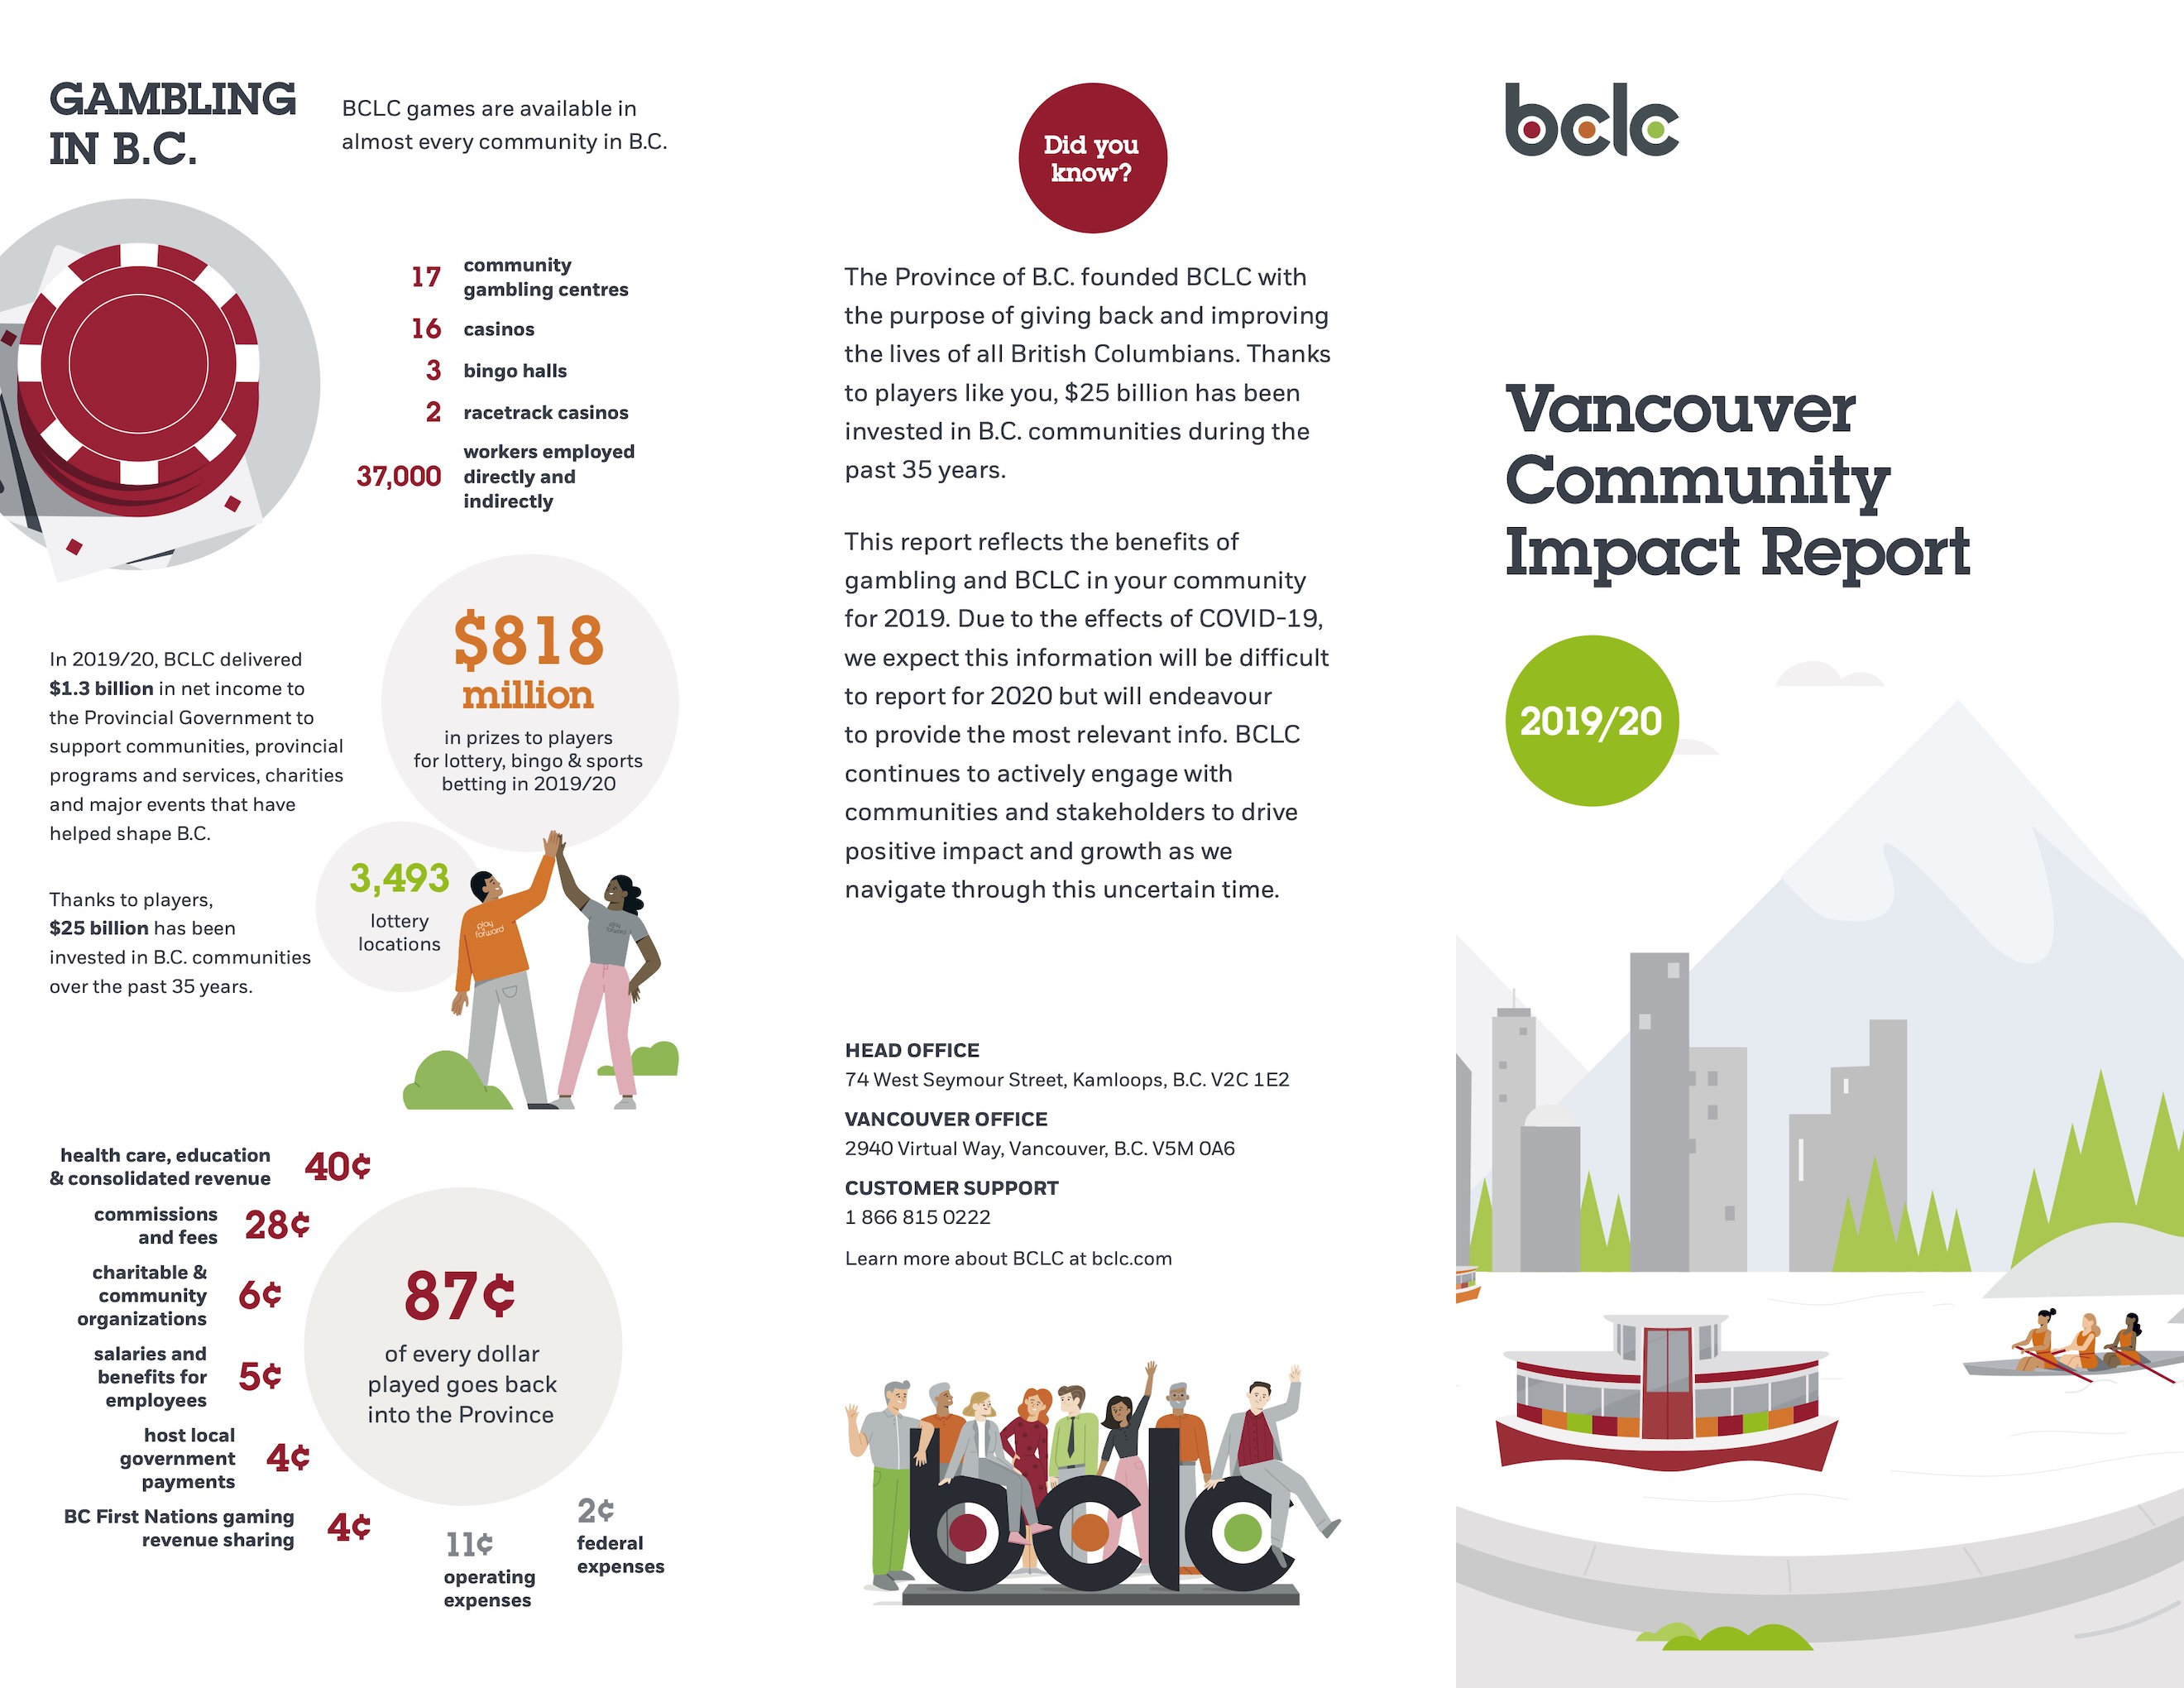 GAMBLING
IN B.C.
BCLC games are available in
almost every community in B.C.
17 community
gambling centres
16 casinos
3 bingo halls
2 racetrack casinos
37,000 workers employed
directly and
indirectly
$818
million
in prizes to players
for lottery, bingo & sports
betting in 2019/20
In 2019/20, BCLC delivered
$1.3 billion in net income to
the Provincial Government to
support communities, provincial
programs and services, charities
and major events that have
helped shape B.C.
3,493
lottery
locations
play
forward
play
forward
Thanks to players,
$25 billion has been
invested in B.C. communities
over the past 35 years.
health care, education
& consolidated revenue 40¢
commissions
and fees 28¢
charitable &
community
organizations 6¢
salaries and
benefits for
employees 5¢
host local
government
payments 4¢
BC First Nations gaming
revenue sharing 4¢
87¢
of every dollar
played goes back
into the Province
11¢
operating
expenses
2¢
federal
expenses
Did you
know?
The Province of B.C. founded BCLC with
the purpose of giving back and improving
the lives of all British Columbians. Thanks
to players like you, $25 billion has been
invested in B.C. communities during the
past 35 years.
This report reflects the benefits of
gambling and BCLC in your community
for 2019. Due to the effects of COVID-19,
we expect this information will be difficult
to report for 2020 but will endeavour
to provide the most relevant info. BCLC
continues to actively engage with
communities and stakeholders to drive
positive impact and growth as we
navigate through this uncertain time.
HEAD OFFICE
74 West Seymour Street, Kamloops, B.C. V2C 1E2
VANCOUVER OFFICE
2940 Virtual Way, Vancouver, B.C. V5M 0A6
CUSTOMER SUPPORT
1 866 815 0222
Learn more about BCLC at bclc.com
bclc
bclc
Vancouver
Community
Impact Report
2019/20